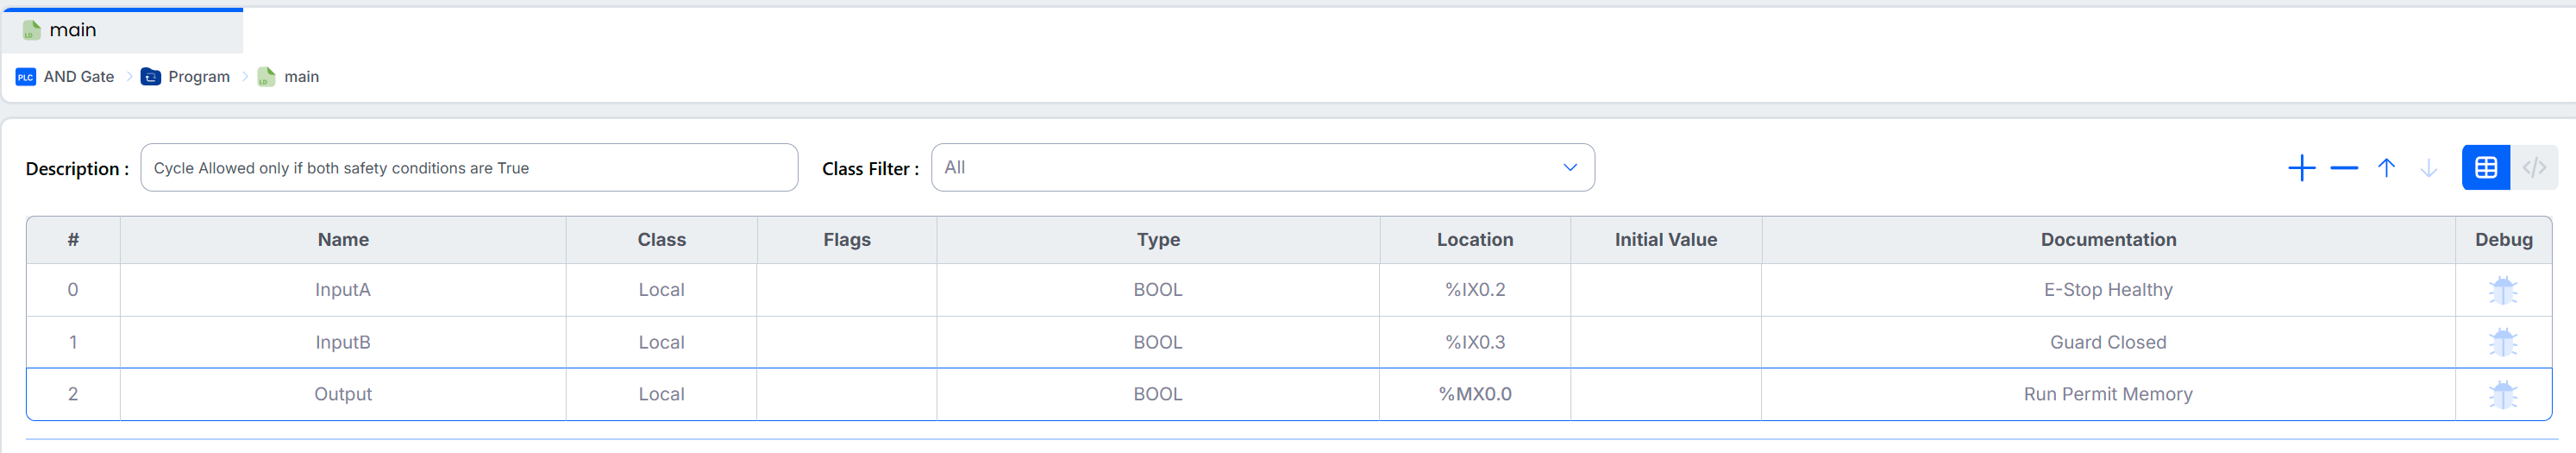 main
PLC AND Gate > Program > LD main
Description : Cycle Allowed only if both safety conditions are True Class Filter : All
# Name Class Flags Type Location Initial Value Documentation Debug
0 InputA Local BOOL %IX0.2 E-Stop Healthy
1 InputB Local BOOL %IX0.3 Guard Closed
2 Output Local BOOL %MX0.0 Run Permit Memory